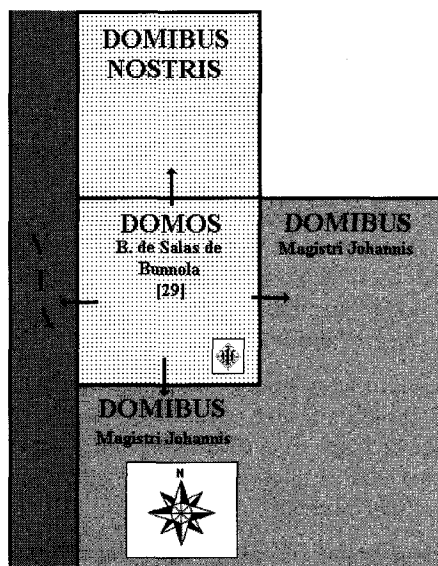 DOMIBUS
NOSTRIS
DOMOS
B. de Salas de
Bunnola
[29]
DOMIBUS
Magistri Johannis
DOMIBUS
Magistri Johannis
N